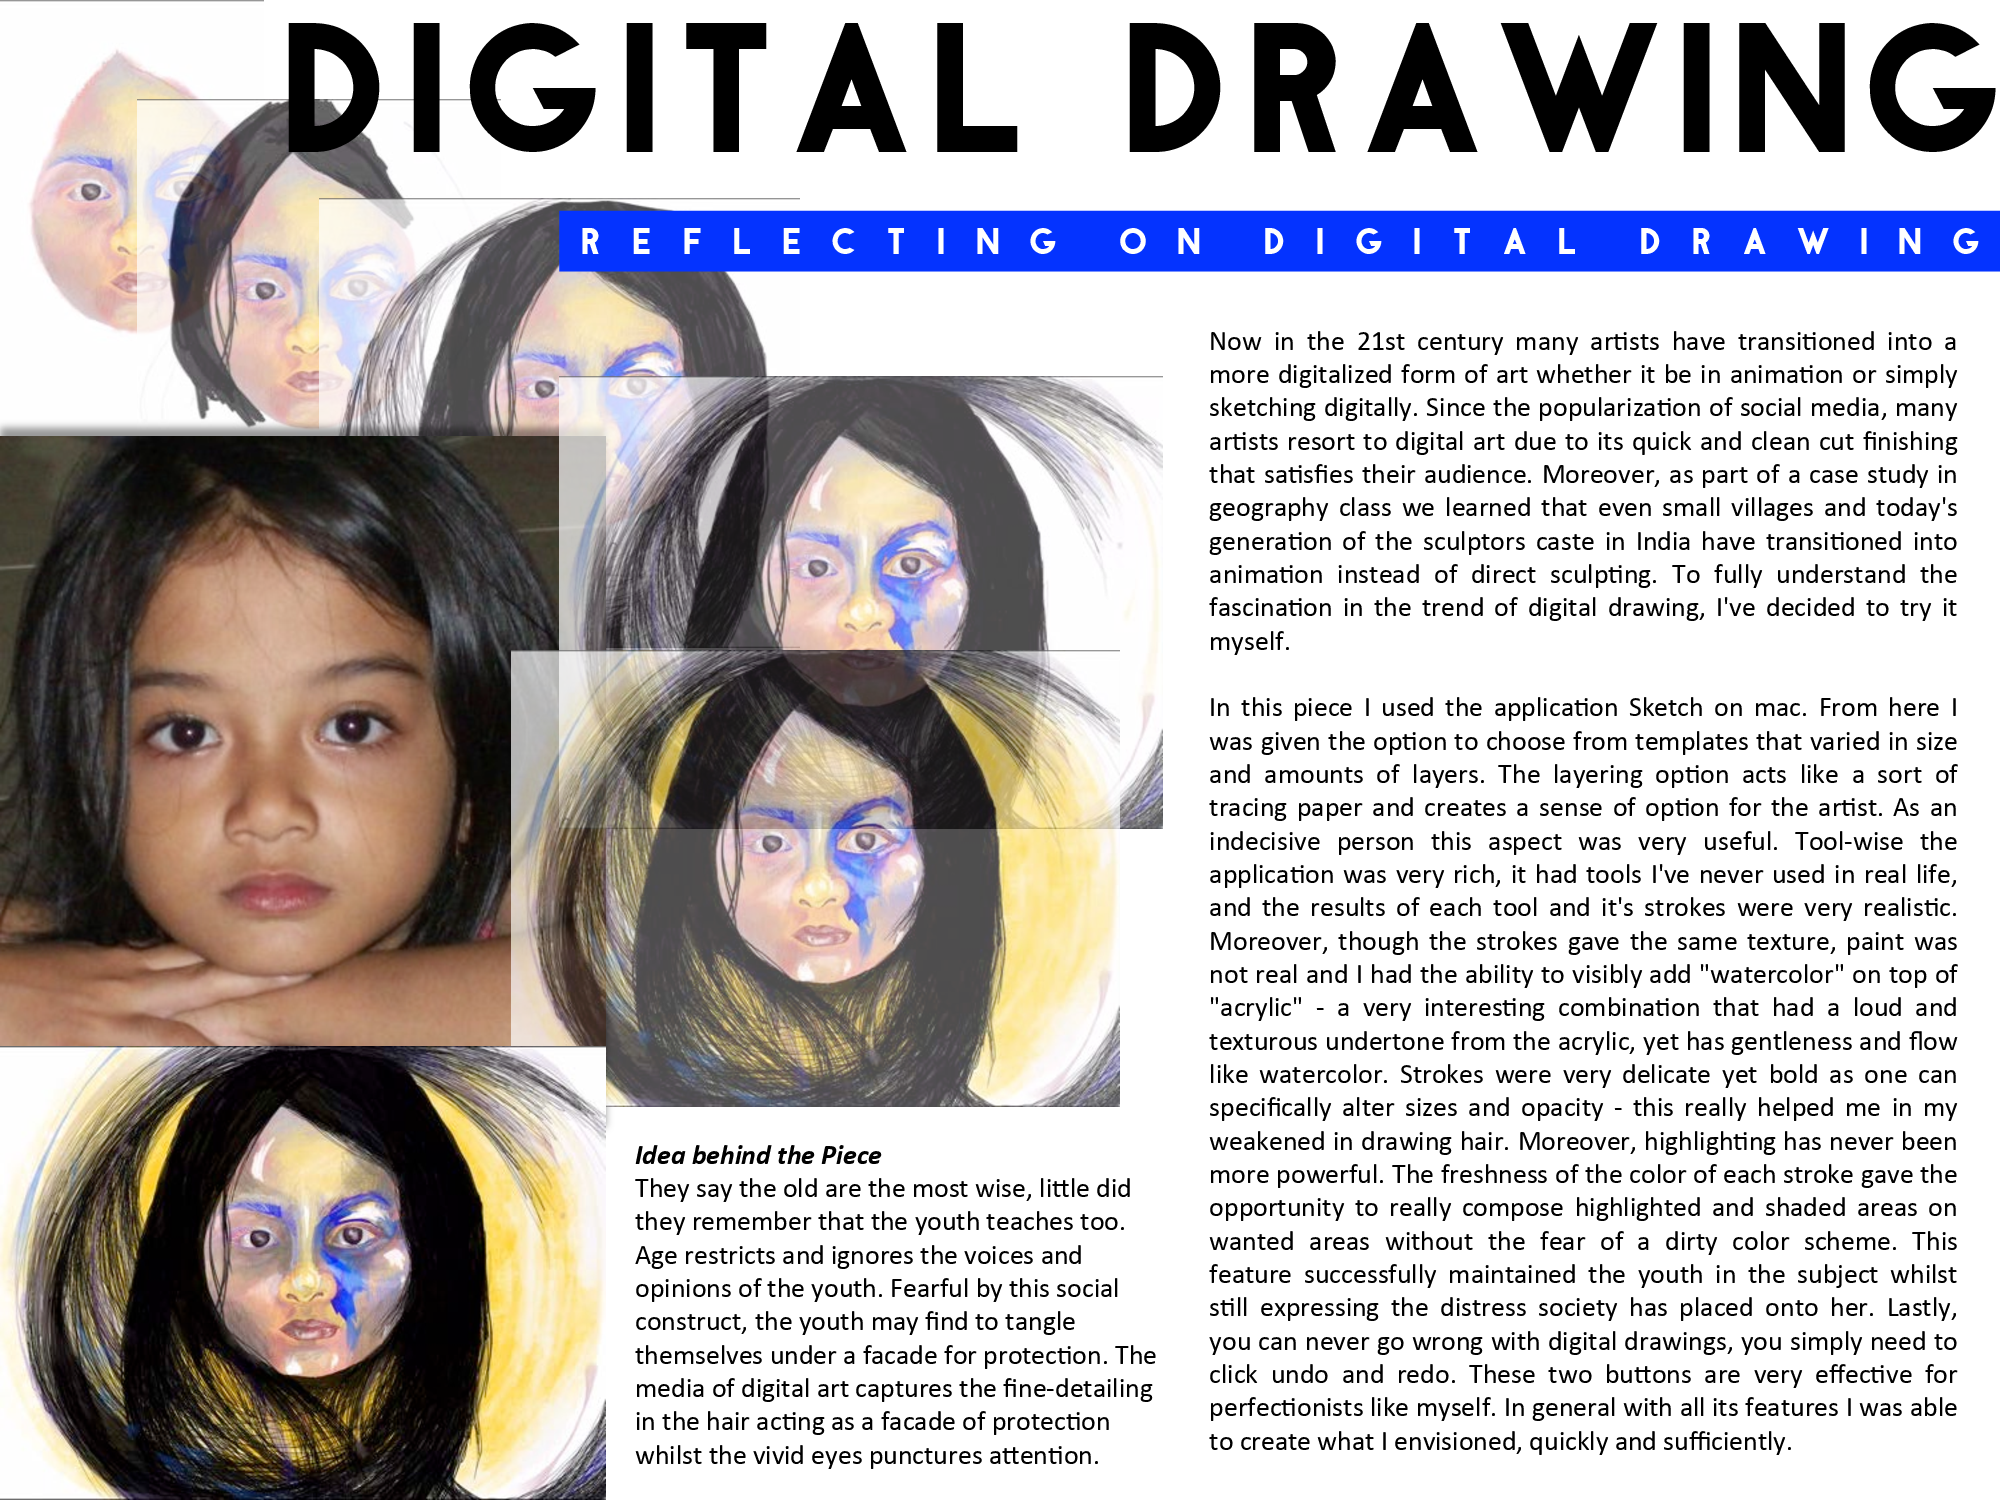 DIGITAL DRAWING
REFLECTING ON DIGITAL DRAWING
Now in the 21st century many artists have transitioned into a
more digitalized form of art whether it be in animation or simply
sketching digitally. Since the popularization of social media, many
artists resort to digital art due to its quick and clean cut finishing
that satisfies their audience. Moreover, as part of a case study in
geography class we learned that even small villages and today's
generation of the sculptors caste in India have transitioned into
animation instead of direct sculpting. To fully understand the
fascination in the trend of digital drawing, I've decided to try it
myself.
In this piece I used the application Sketch on mac. From here I
was given the option to choose from templates that varied in size
and amounts of layers. The layering option acts like a sort of
tracing paper and creates a sense of option for the artist. As an
indecisive person this aspect was very useful. Tool-wise the
application was very rich, it had tools I've never used in real life,
and the results of each tool and it's strokes were very realistic.
Moreover, though the strokes gave the same texture, paint was
not real and I had the ability to visibly add "watercolor" on top of
"acrylic" - a very interesting combination that had a loud and
texturous undertone from the acrylic, yet has gentleness and flow
like watercolor. Strokes were very delicate yet bold as one can
specifically alter sizes and opacity - this really helped me in my
weakened in drawing hair. Moreover, highlighting has never been
more powerful. The freshness of the color of each stroke gave the
opportunity to really compose highlighted and shaded areas on
wanted areas without the fear of a dirty color scheme. This
feature successfully maintained the youth in the subject whilst
still expressing the distress society has placed onto her. Lastly,
you can never go wrong with digital drawings, you simply need to
click undo and redo. These two buttons are very effective for
perfectionists like myself. In general with all its features I was able
to create what I envisioned, quickly and sufficiently.
Idea behind the Piece
They say the old are the most wise, little did
they remember that the youth teaches too.
Age restricts and ignores the voices and
opinions of the youth. Fearful by this social
construct, the youth may find to tangle
themselves under a facade for protection. The
media of digital art captures the fine-detailing
in the hair acting as a facade of protection
whilst the vivid eyes punctures attention.